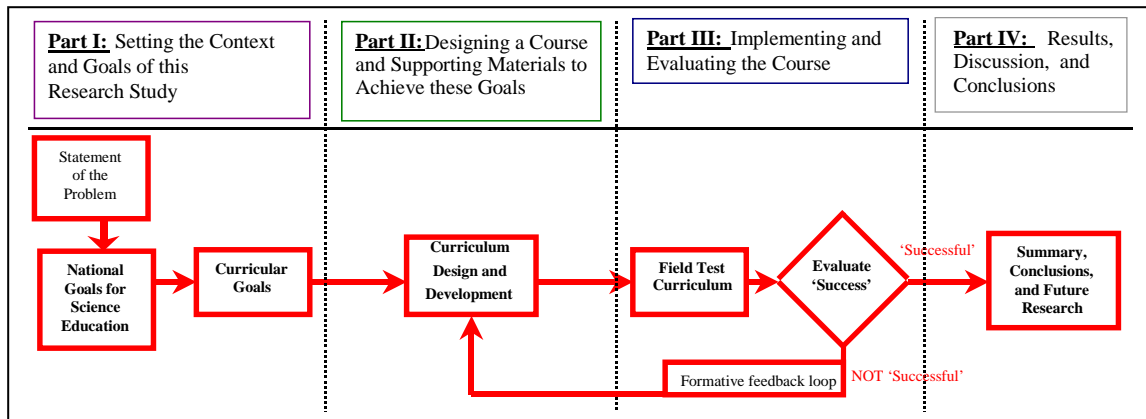 Part I: Setting the Context
and Goals of this
Research Study
Part II: Designing a Course
and Supporting Materials to
Achieve these Goals
Part III: Implementing and
Evaluating the Course
Part IV: Results,
Discussion, and
Conclusions
Statement
of the
Problem
National
Goals for
Science
Education
Curricular
Goals
Curriculum
Design and
Development
Field Test
Curriculum
Evaluate
‘Success’
‘Successful’
Summary,
Conclusions,
and Future
Research
Formative feedback loop
NOT ‘Successful’